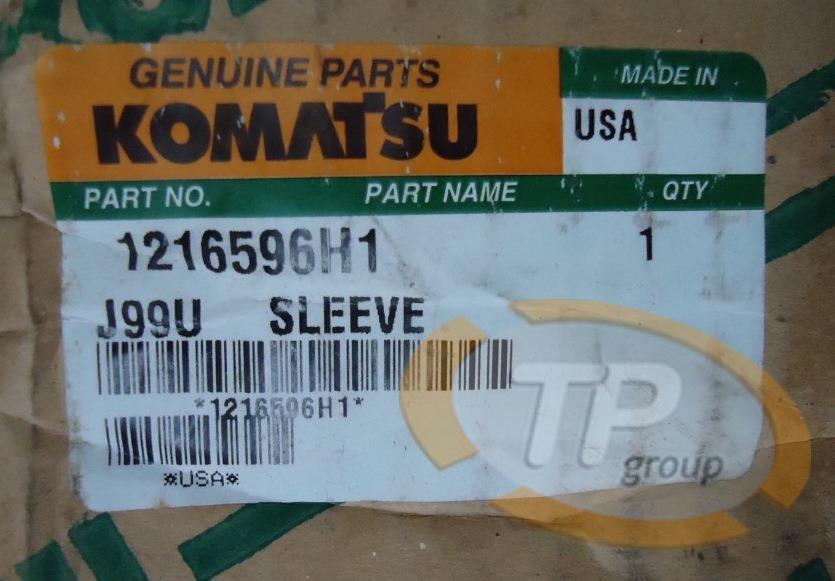 GENUINE PARTS
KOMATSU
MADE IN
USA
PART NO. PART NAME QTY
1216596H1 1
J99U SLEEVE
*1216596H1*
*USA*
TP
group